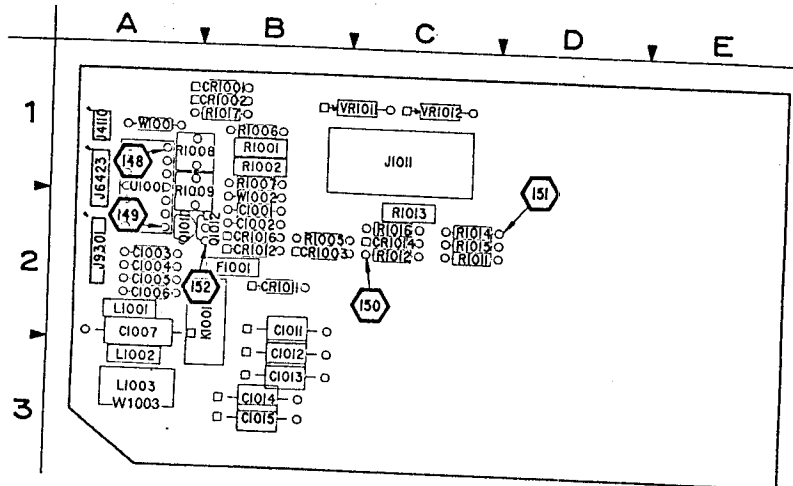 A B C D E
1
CR1001
CR1002
R1017
VR1011 VR1012
J4110
W1001
R1006
R1008
R1001
J1011
148
R1002
J6423
U1001
R1009
R1007
W1002
C1001
151
149
Q1011
Q1012
C1002
R1013
R1016 R1014
CR1016 R1005 CR1014 R1015
CR1012 CR1003 R1012 R1011
J9301
2
C1003
C1004
F1001
C1005
152
C1006
CR1011
150
L1001
K1001
C1007
C1011
L1002
C1012
C1013
L1003
W1003
3
C1014
C1015